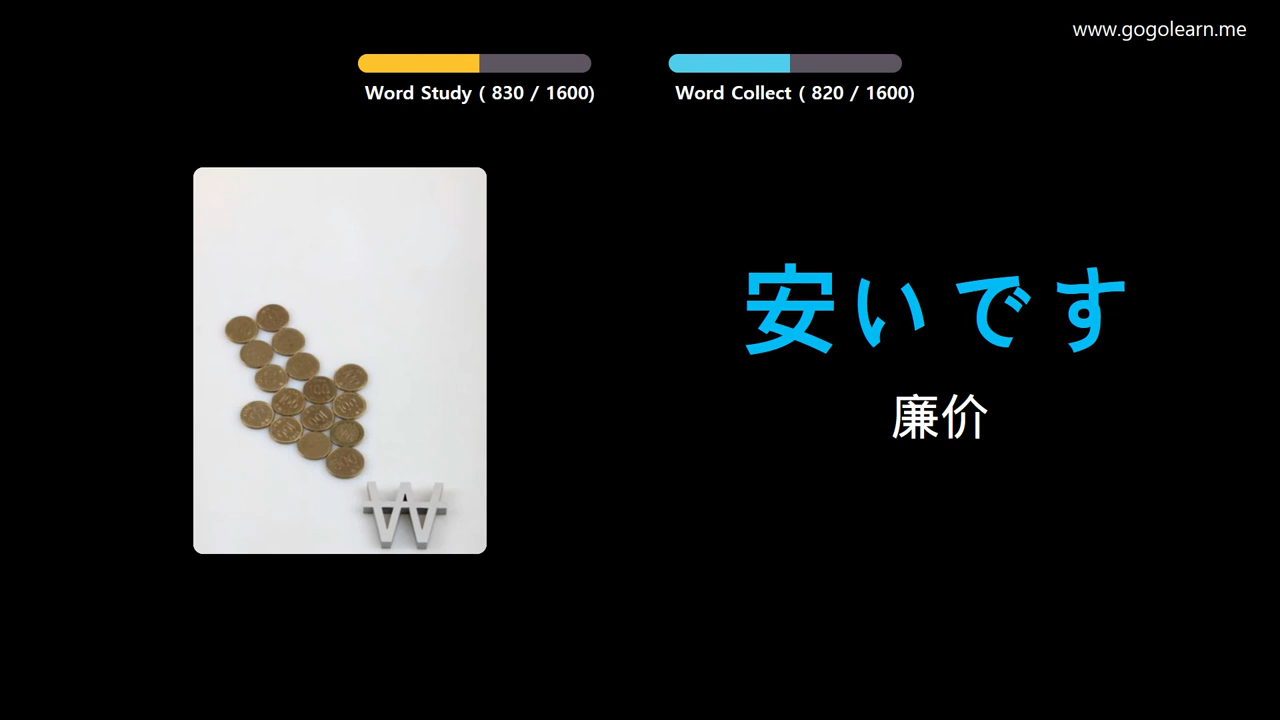 www.gogolearn.me
Word Study ( 830 / 1600)
Word Collect ( 820 / 1600)
安いです
廉价
₩